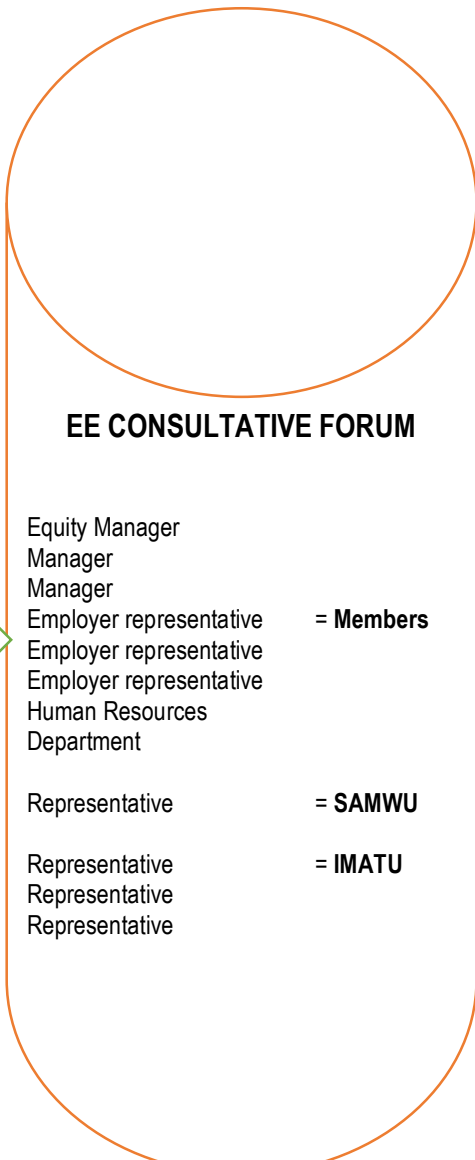 EE CONSULTATIVE FORUM
Equity Manager
Manager
Manager
Employer representative = Members
Employer representative
Employer representative
Human Resources
Department
Representative = SAMWU
Representative = IMATU
Representative
Representative